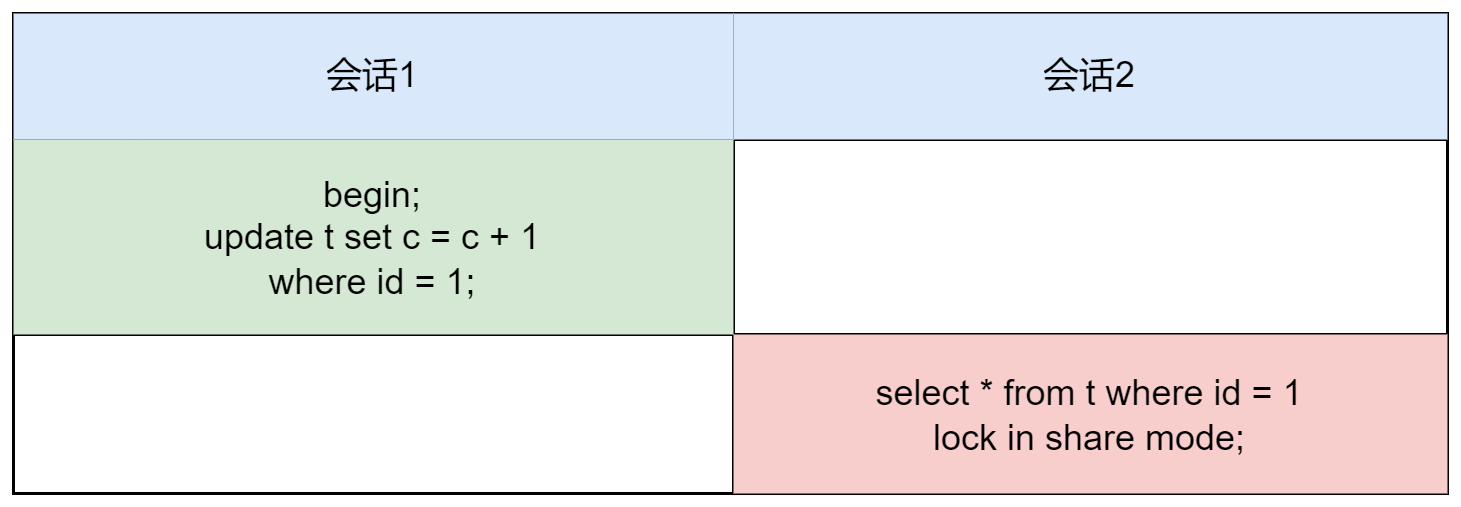 会话1
会话2
begin;
update t set c = c + 1
where id = 1;
select * from t where id = 1
lock in share mode;